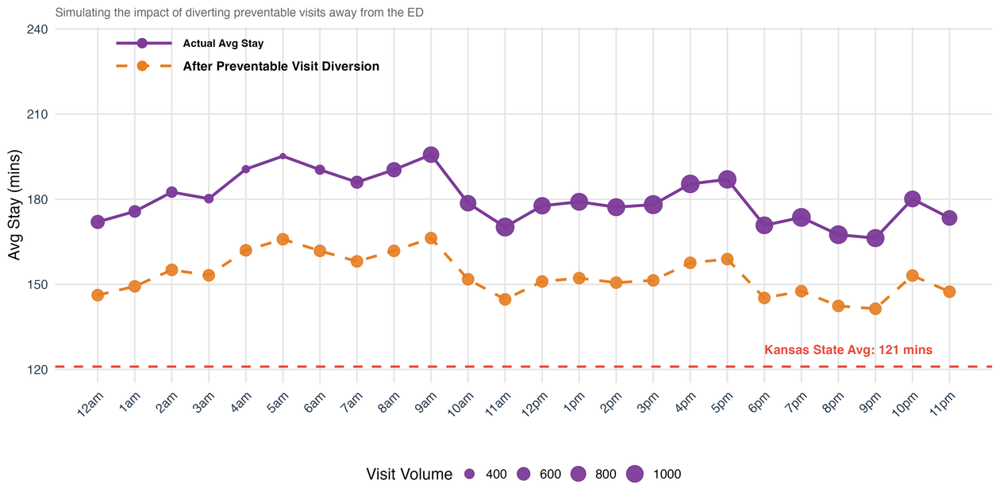 Simulating the impact of diverting preventable visits away from the ED
240
Actual Avg Stay
After Preventable Visit Diversion
210
Avg Stay (mins)
180
150
Kansas State Avg: 121 mins
120
12am 1am 2am 3am 4am 5am 6am 7am 8am 9am 10am 11am 12pm 1pm 2pm 3pm 4pm 5pm 6pm 7pm 8pm 9pm 10pm 11pm
Visit Volume 400 600 800 1000